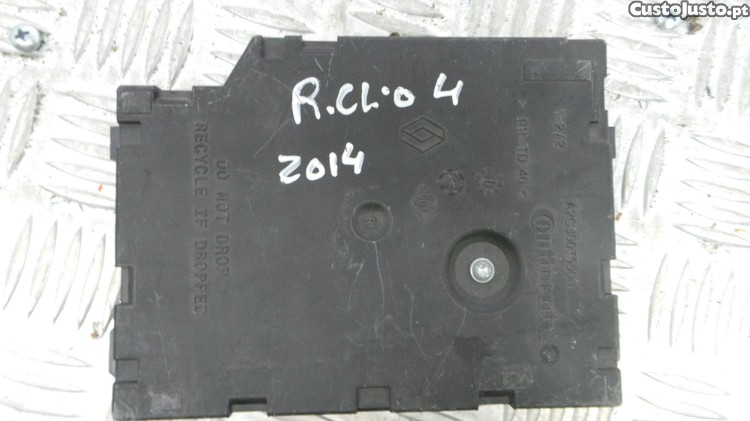 CustoJusto.pt
R.CLiO 4
2014
DO NOT DROP
RECYCLE IF DROPPED
Continental